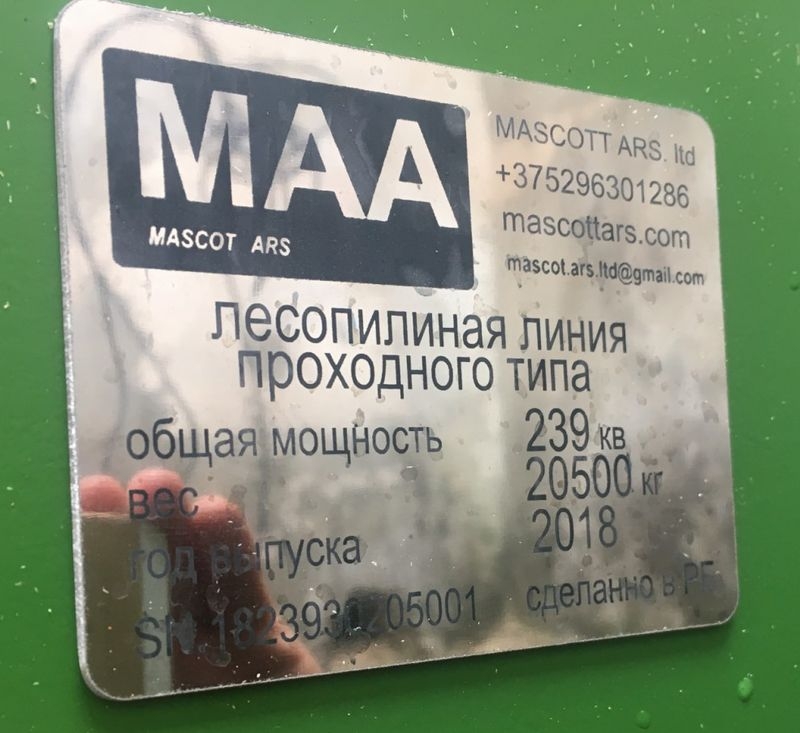 MAA
MASCOT ARS
MASCOTT ARS. ltd
+375296301286
mascottars.com
mascot.ars.ltd@gmail.com
лесопилиная линия
проходного типа
общая мощность 239 кв
вес 20500 кг
год выпуска 2018
сделанно в